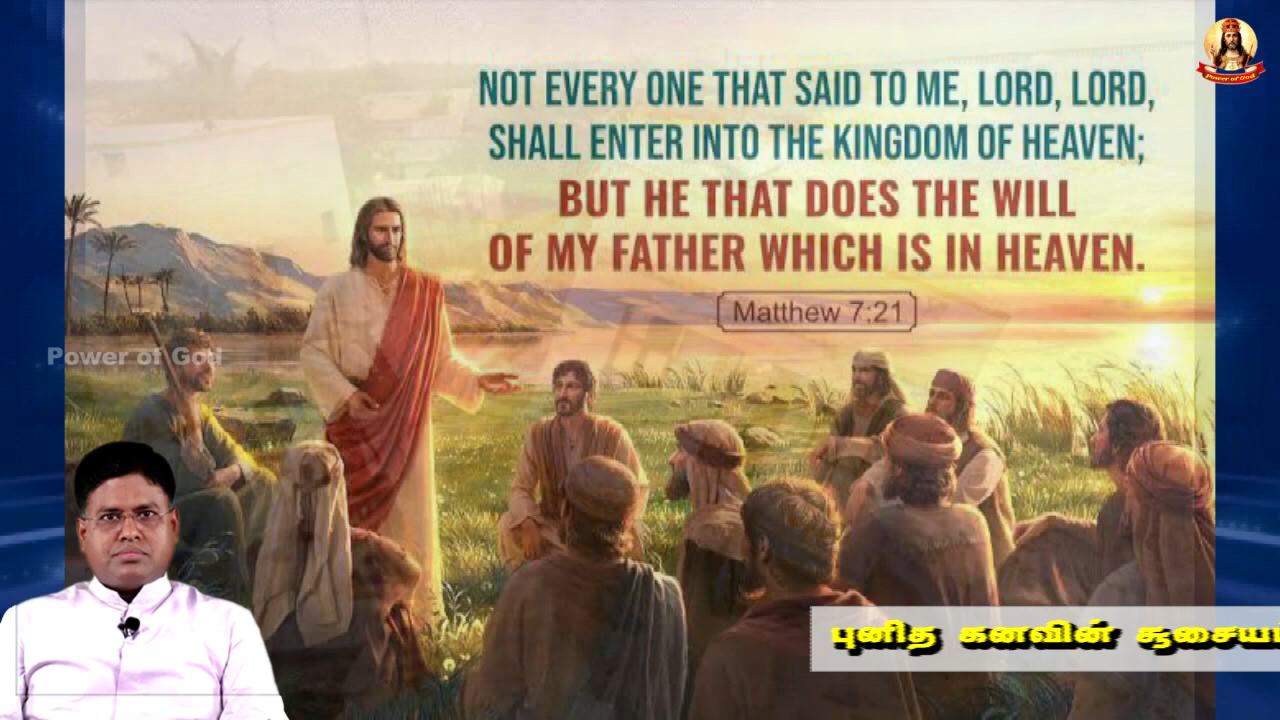 NOT EVERY ONE THAT SAID TO ME, LORD, LORD,
SHALL ENTER INTO THE KINGDOM OF HEAVEN;
BUT HE THAT DOES THE WILL
OF MY FATHER WHICH IS IN HEAVEN.
Matthew 7:21
Power of God
Power of God
புனித கனவின் சூசையப்